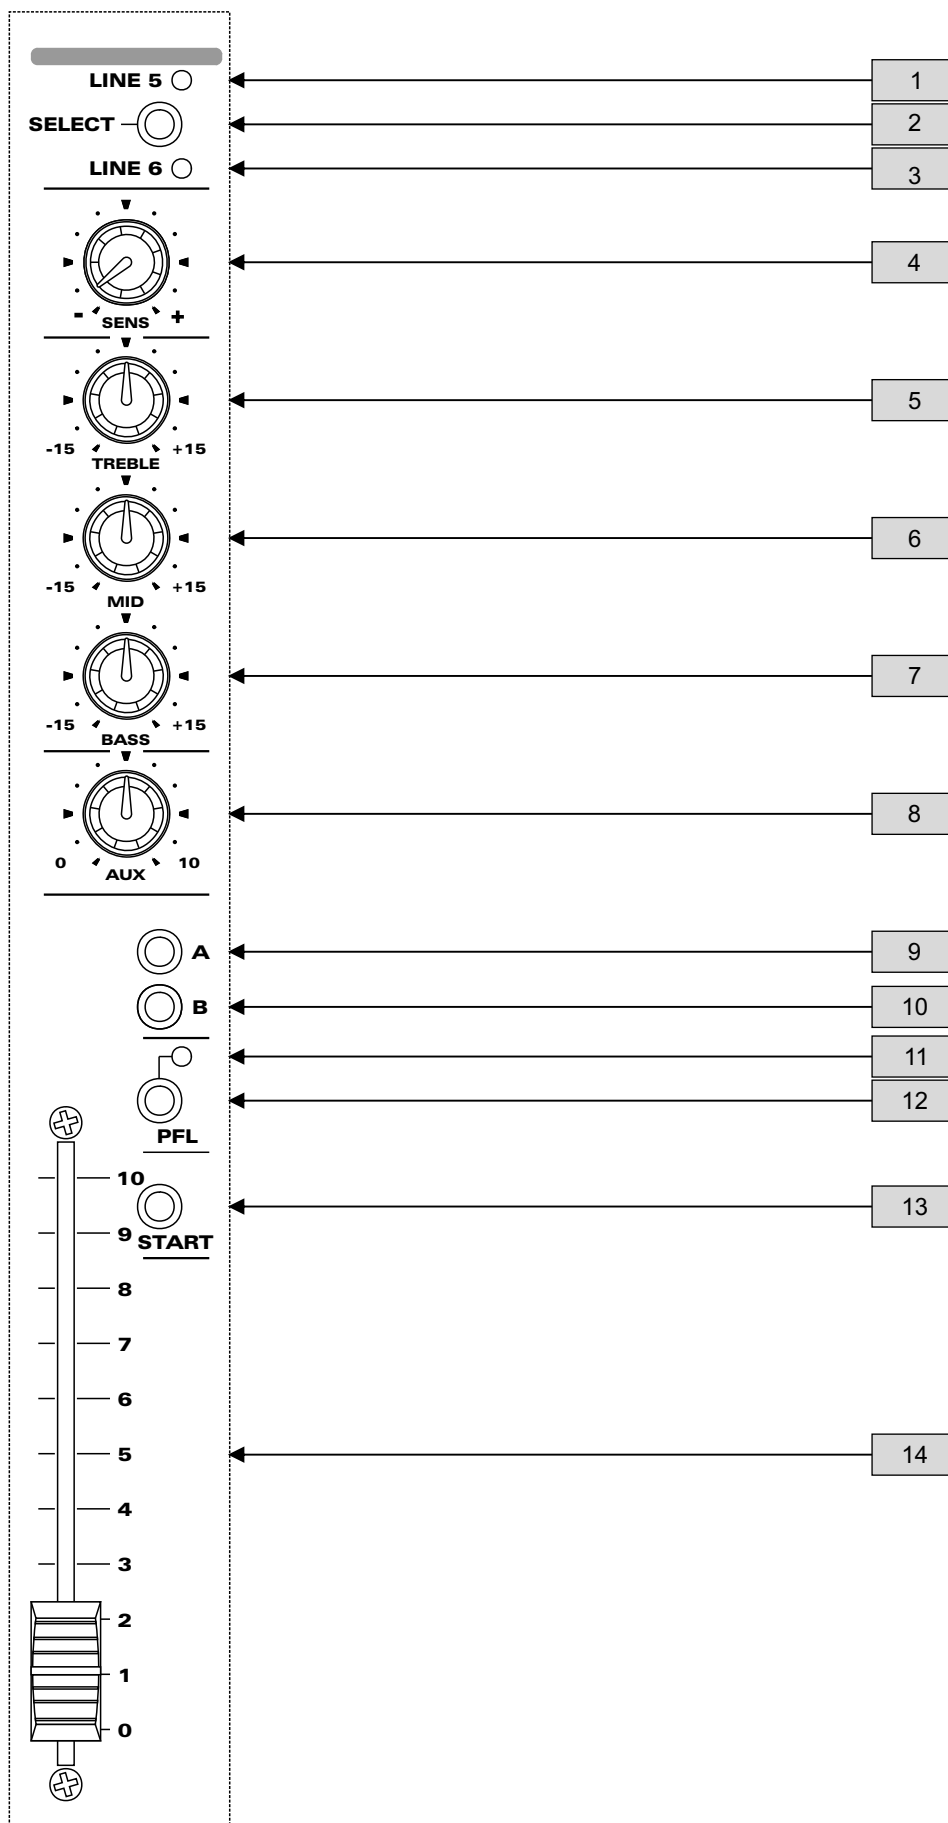 LINE 5 1
SELECT 2
LINE 6 3
4
- SENS +
5
-15 +15
TREBLE
6
-15 +15
MID
7
-15 +15
BASS
8
0 10
AUX
A 9
B 10
11
12
PFL
10
13
9 START
8
7
6
5 14
4
3
2
1
0